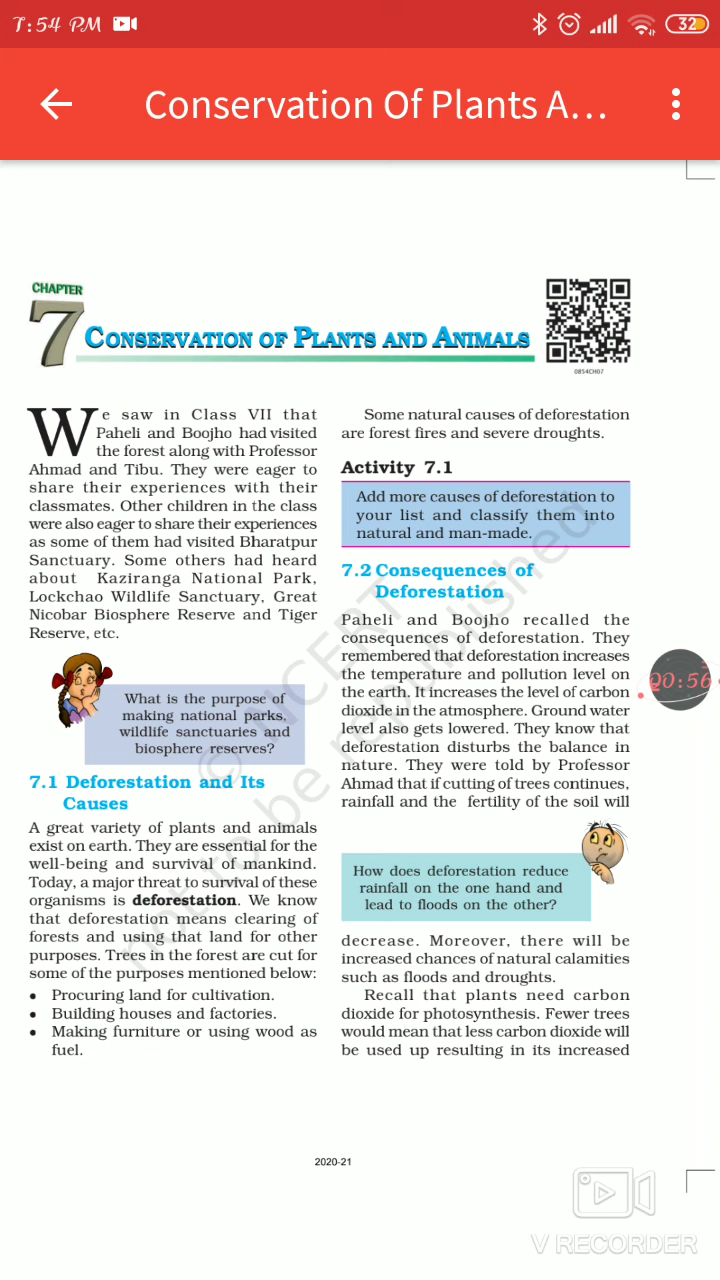 7:54 PM
32
Conservation Of Plants A...
CHAPTER
7 CONSERVATION OF PLANTS AND ANIMALS
0854CH07
We saw in Class VII that
Paheli and Boojho had visited
the forest along with Professor
Ahmad and Tibu. They were eager to
share their experiences with their
classmates. Other children in the class
were also eager to share their experiences
as some of them had visited Bharatpur
Sanctuary. Some others had heard
about Kaziranga National Park,
Lockchao Wildlife Sanctuary, Great
Nicobar Biosphere Reserve and Tiger
Reserve, etc.
What is the purpose of
making national parks,
wildlife sanctuaries and
biosphere reserves?
7.1 Deforestation and Its
Causes
A great variety of plants and animals
exist on earth. They are essential for the
well-being and survival of mankind.
Today, a major threat to survival of these
organisms is deforestation. We know
that deforestation means clearing of
forests and using that land for other
purposes. Trees in the forest are cut for
some of the purposes mentioned below:
• Procuring land for cultivation.
• Building houses and factories.
• Making furniture or using wood as
fuel.
Some natural causes of deforestation
are forest fires and severe droughts.
Activity 7.1
Add more causes of deforestation to
your list and classify them into
natural and man-made.
7.2 Consequences of
Deforestation
Paheli and Boojho recalled the
consequences of deforestation. They
remembered that deforestation increases
the temperature and pollution level on
the earth. It increases the level of carbon
dioxide in the atmosphere. Ground water
level also gets lowered. They know that
deforestation disturbs the balance in
nature. They were told by Professor
Ahmad that if cutting of trees continues,
rainfall and the fertility of the soil will
How does deforestation reduce
rainfall on the one hand and
lead to floods on the other?
decrease. Moreover, there will be
increased chances of natural calamities
such as floods and droughts.
Recall that plants need carbon
dioxide for photosynthesis. Fewer trees
would mean that less carbon dioxide will
be used up resulting in its increased
© NCERT
not to be republished
00:56
2020-21
V RECORDER